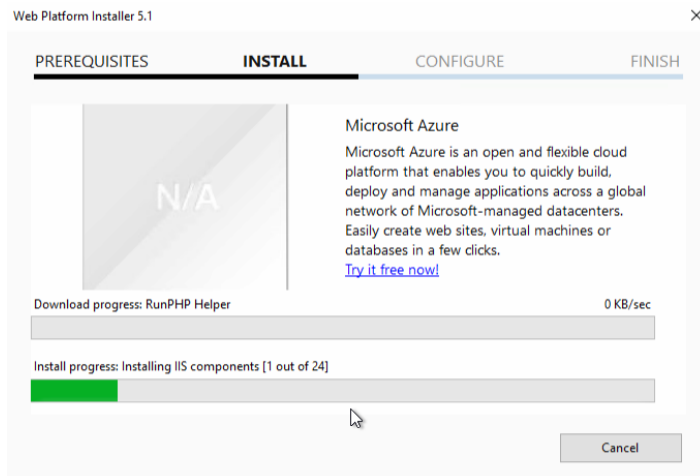 Web Platform Installer 5.1
PREREQUISITES INSTALL CONFIGURE FINISH
N/A
Microsoft Azure
Microsoft Azure is an open and flexible cloud
platform that enables you to quickly build,
deploy and manage applications across a global
network of Microsoft-managed datacenters.
Easily create web sites, virtual machines or
databases in a few clicks.
Try it free now!
Download progress: RunPHP Helper 0 KB/sec
Install progress: Installing IIS components [1 out of 24]
Cancel